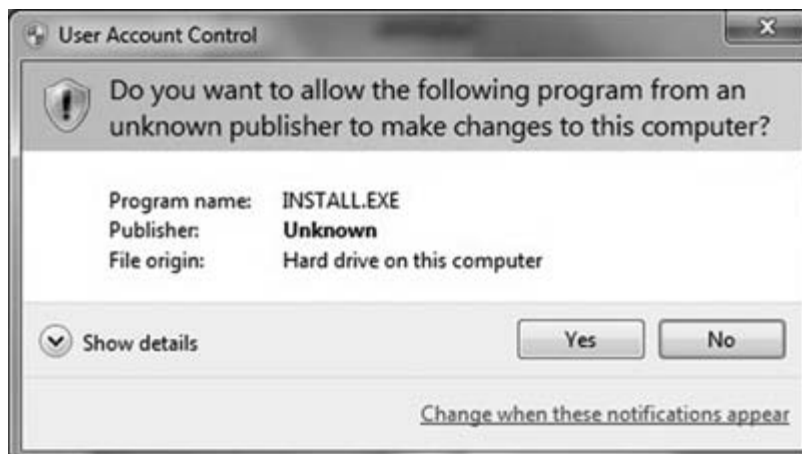 User Account Control
Do you want to allow the following program from an
unknown publisher to make changes to this computer?
Program name: INSTALL.EXE
Publisher: Unknown
File origin: Hard drive on this computer
Show details
Yes No
Change when these notifications appear